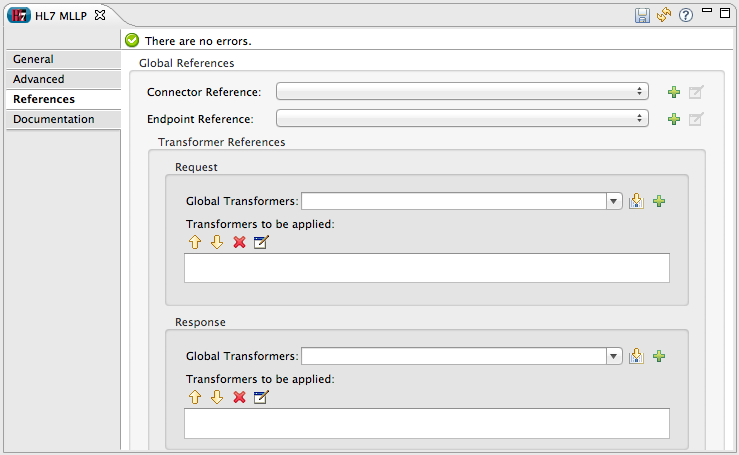 HL7 HL7 MLLP
There are no errors.
General
Advanced
References
Documentation
Global References
Connector Reference:
Endpoint Reference:
Transformer References
Request
Global Transformers:
Transformers to be applied:
Response
Global Transformers:
Transformers to be applied: